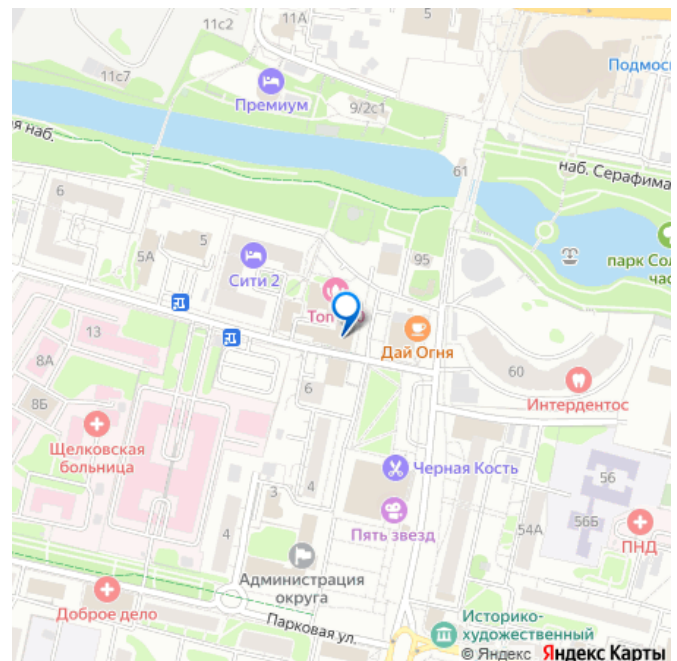 11с2
11А
5
11с7
Подмос
Премиум
9/2с1
я наб.
61
наб. Серафима
6
5А
5
95
парк Сол
час
Сити 2
Топ
Дай Огня
13
8А
60
Интердентос
8Б
6
Щелковская
больница
Черная Кость
56
3
4
4
Пять звезд
54А
56Б
ПНД
Администрация
округа
Доброе дело
Парковая ул.
Историко-
художественный
© Яндекс Яндекс Карты